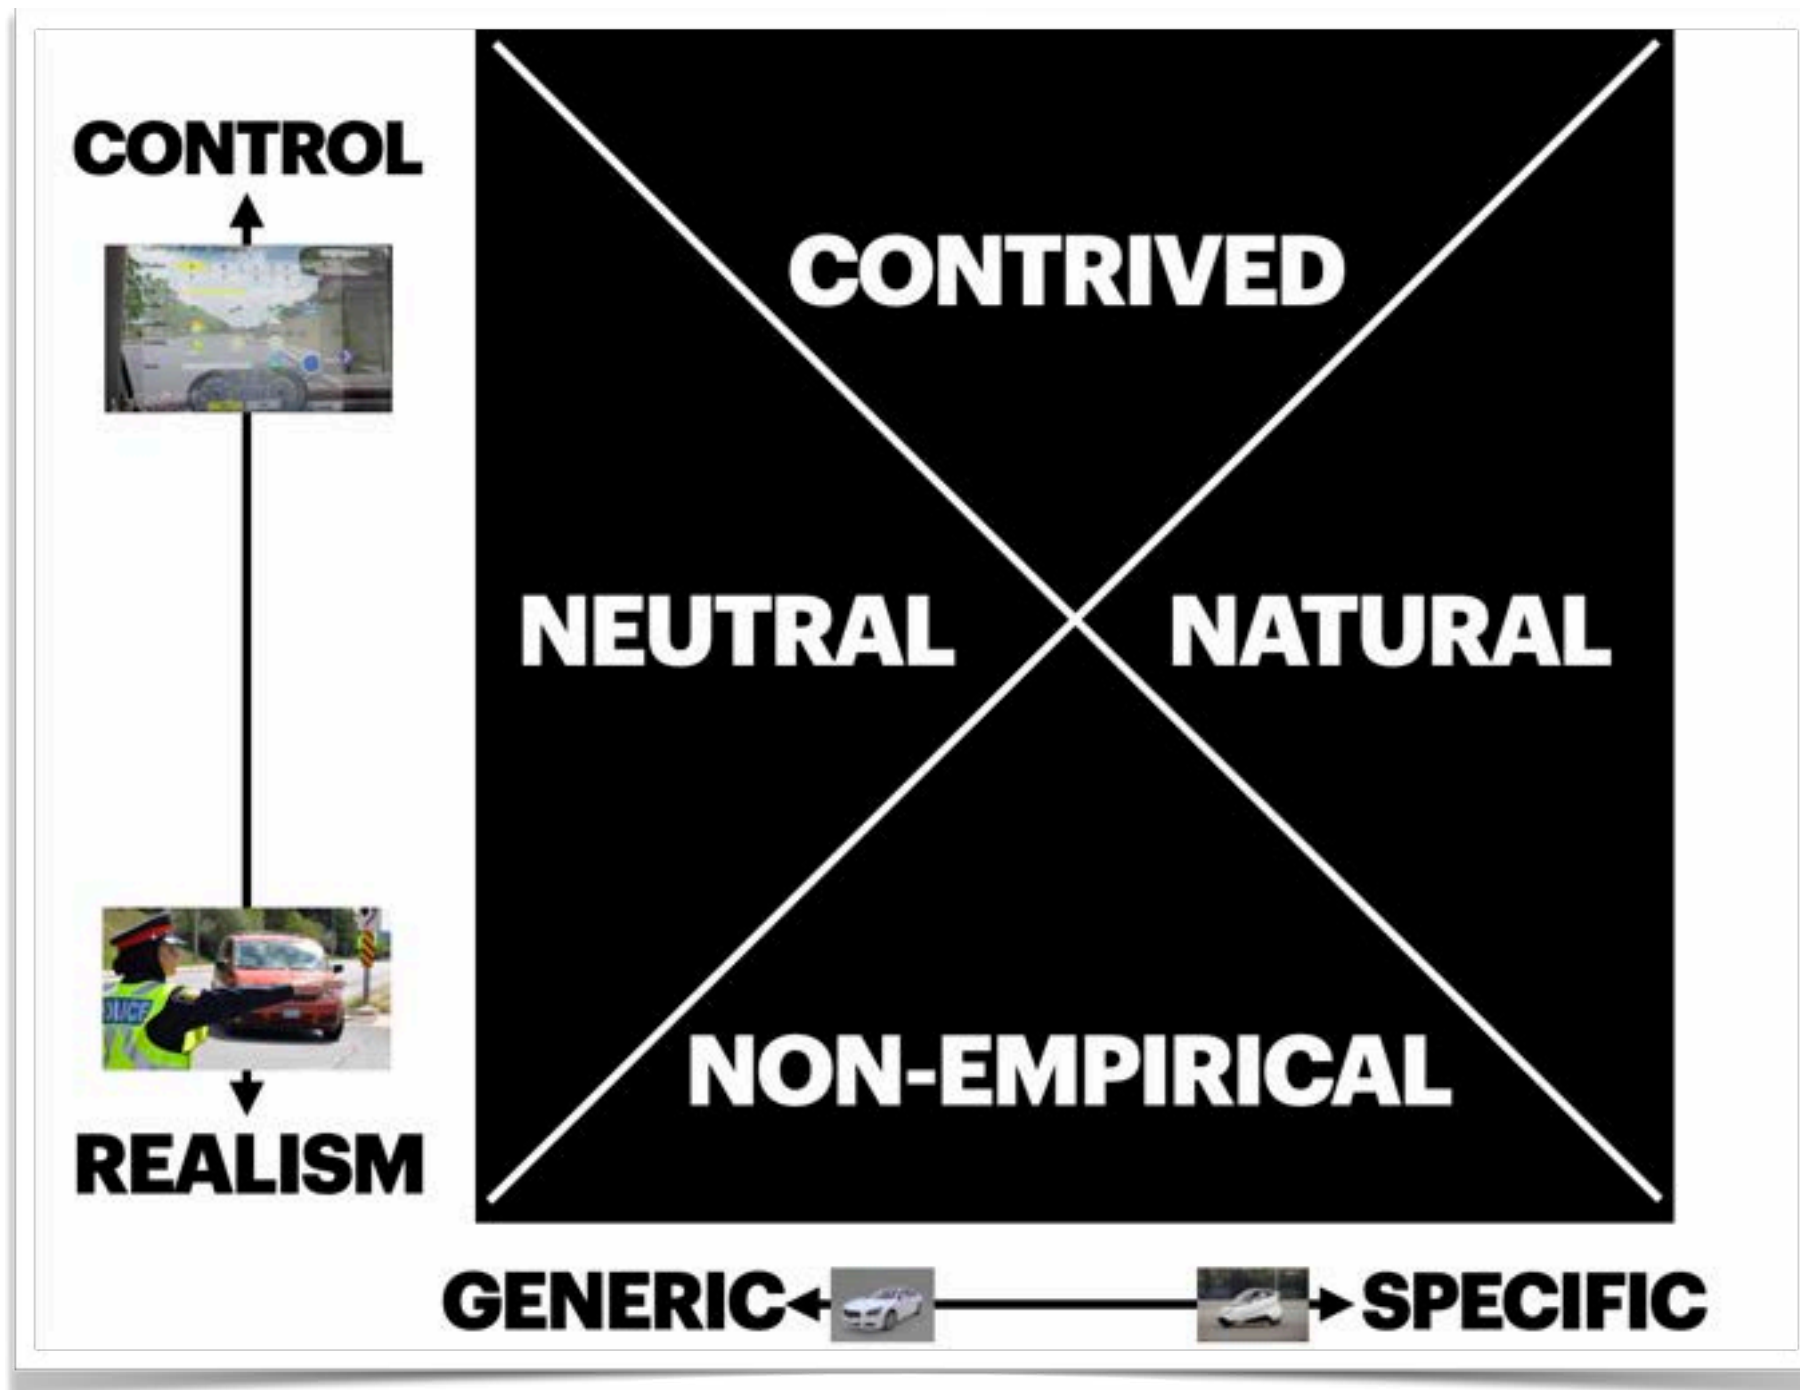 CONTROL
CONTRIVED
NEUTRAL
NATURAL
NON-EMPIRICAL
REALISM
GENERIC
SPECIFIC